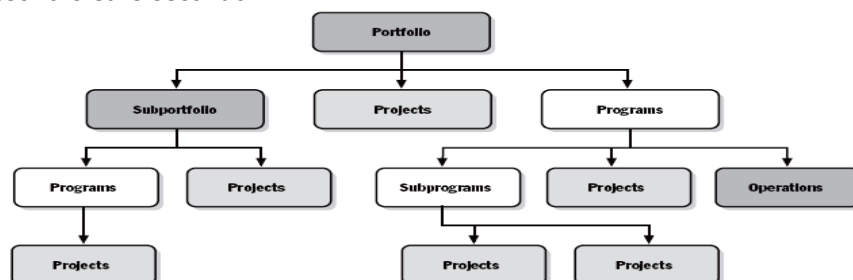 Portfolio
Subportfolio Projects Programs
Programs Projects Subprograms Projects Operations
Projects Projects Projects